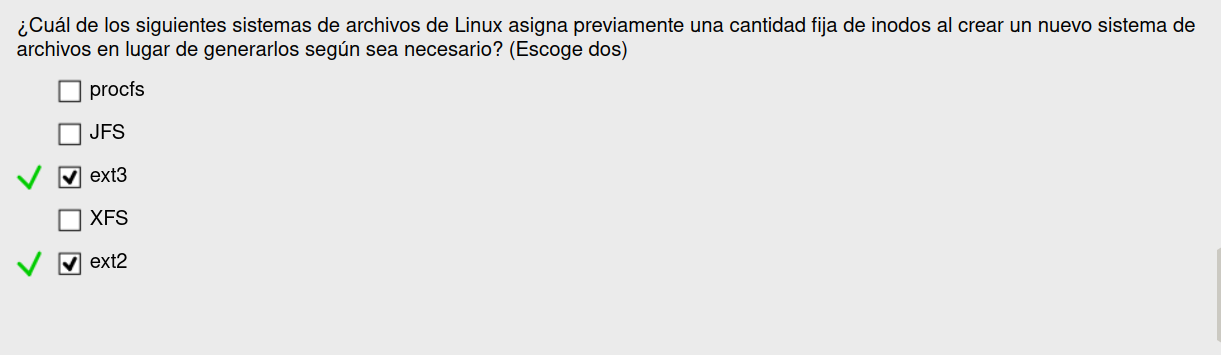 ¿Cuál de los siguientes sistemas de archivos de Linux asigna previamente una cantidad fija de inodos al crear un nuevo sistema de
archivos en lugar de generarlos según sea necesario? (Escoge dos)
procfs
JFS
ext3
XFS
ext2